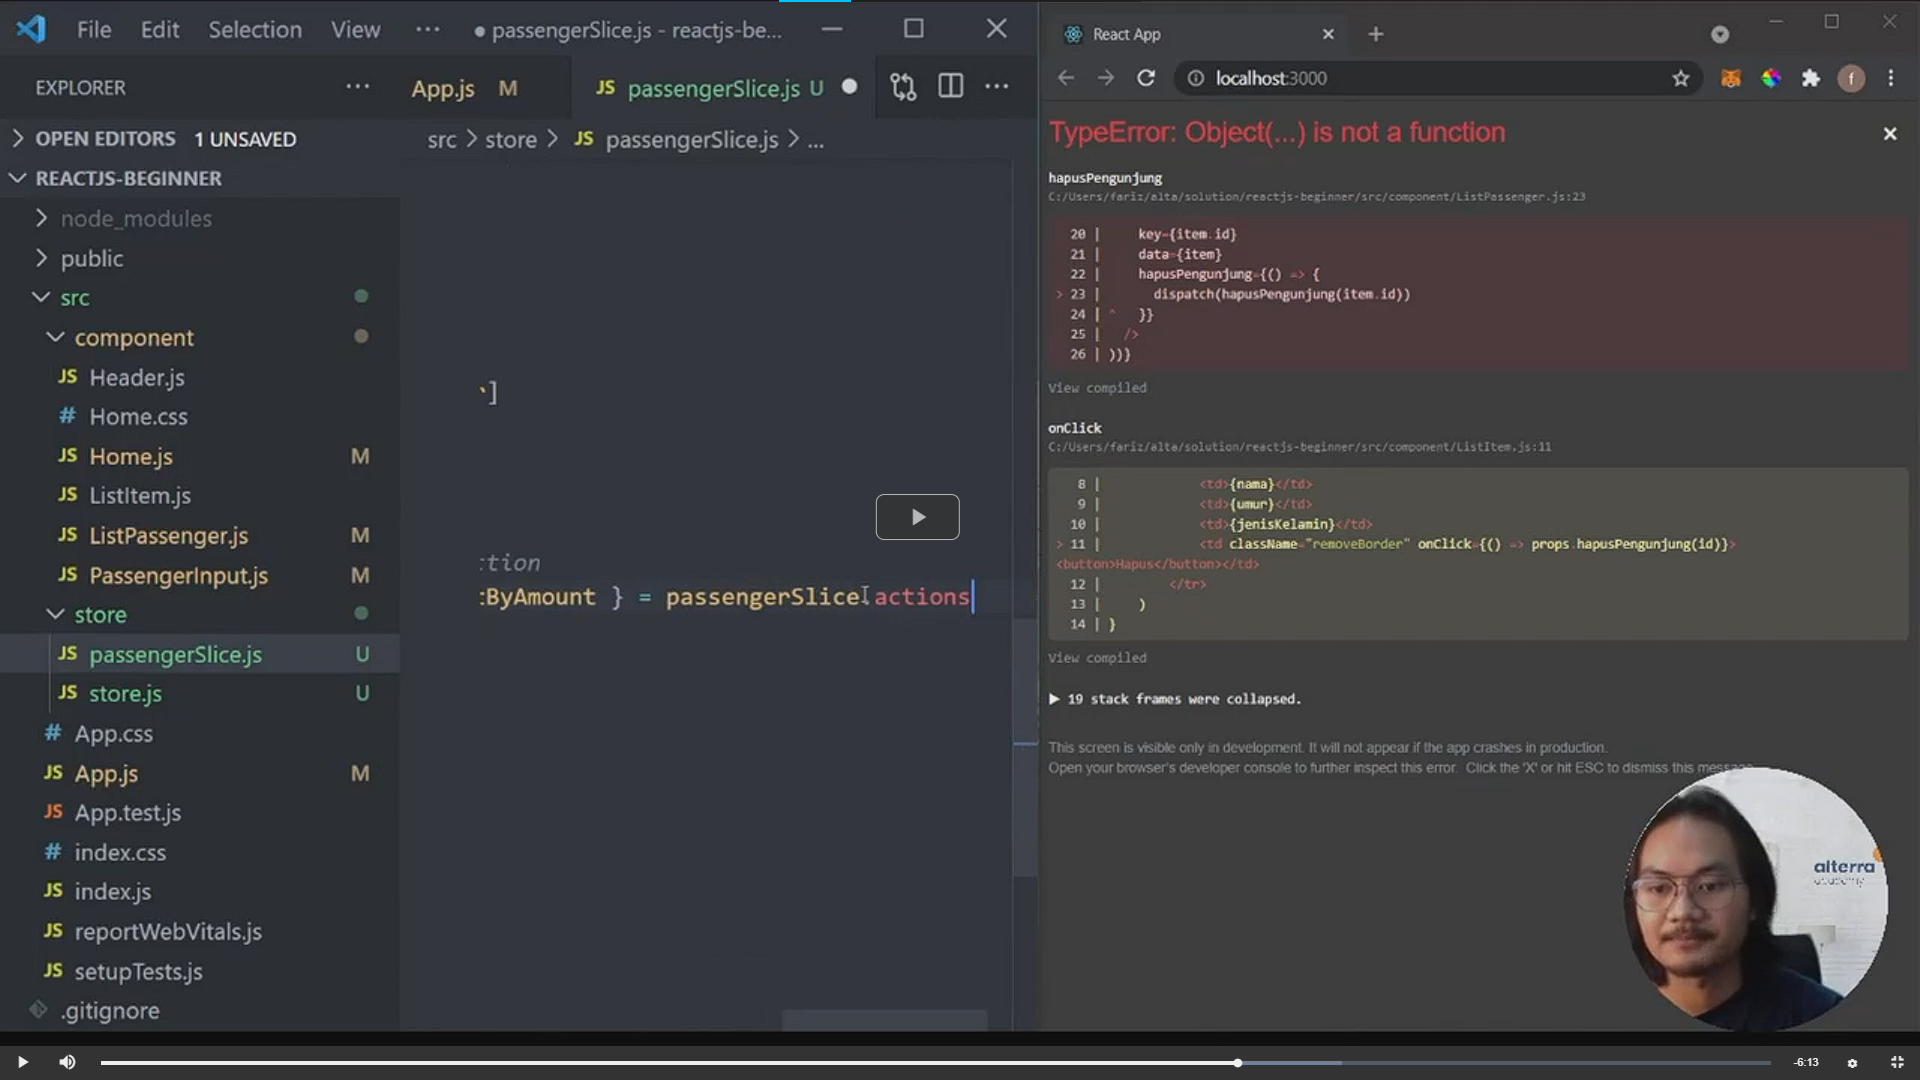 File Edit Selection View ··· ● passengerSlice.js - reactjs-be...
EXPLORER ···
App.js M
JS passengerSlice.js U
OPEN EDITORS 1 UNSAVED
src > store > JS passengerSlice.js > ...
REACTJS-BEGINNER
node_modules
public
src
component
JS Header.js
# Home.css
JS Home.js M
JS ListItem.js
JS ListPassenger.js M
JS PassengerInput.js M
store
JS passengerSlice.js U
JS store.js U
# App.css
JS App.js M
JS App.test.js
# index.css
JS index.js
JS reportWebVitals.js
JS setupTests.js
.gitignore
]
tion
ByAmount } = passengerSlice.actions
React App
localhost:3000
f
TypeError: Object(...) is not a function
hapusPengunjung
C:/Users/fariz/alta/solution/reactjs-beginner/src/component/ListPassenger.js:23
20 | key={item.id}
21 | data={item}
22 | hapusPengunjung={() => {
> 23 | dispatch(hapusPengunjung(item.id))
24 | ^ }}
25 | />
26 | ))}
View compiled
onClick
C:/Users/fariz/alta/solution/reactjs-beginner/src/component/ListItem.js:11
8 | <td>{nama}</td>
9 | <td>{umur}</td>
10 | <td>{jenisKelamin}</td>
> 11 | <td className="removeBorder" onClick={() => props.hapusPengunjung(id)}>
<button>Hapus</button></td>
12 | </tr>
13 | )
14 | }
View compiled
▶ 19 stack frames were collapsed.
This screen is visible only in development. It will not appear if the app crashes in production.
Open your browser's developer console to further inspect this error. Click the 'X' or hit ESC to dismiss this message.
alterra
academy
-6:13